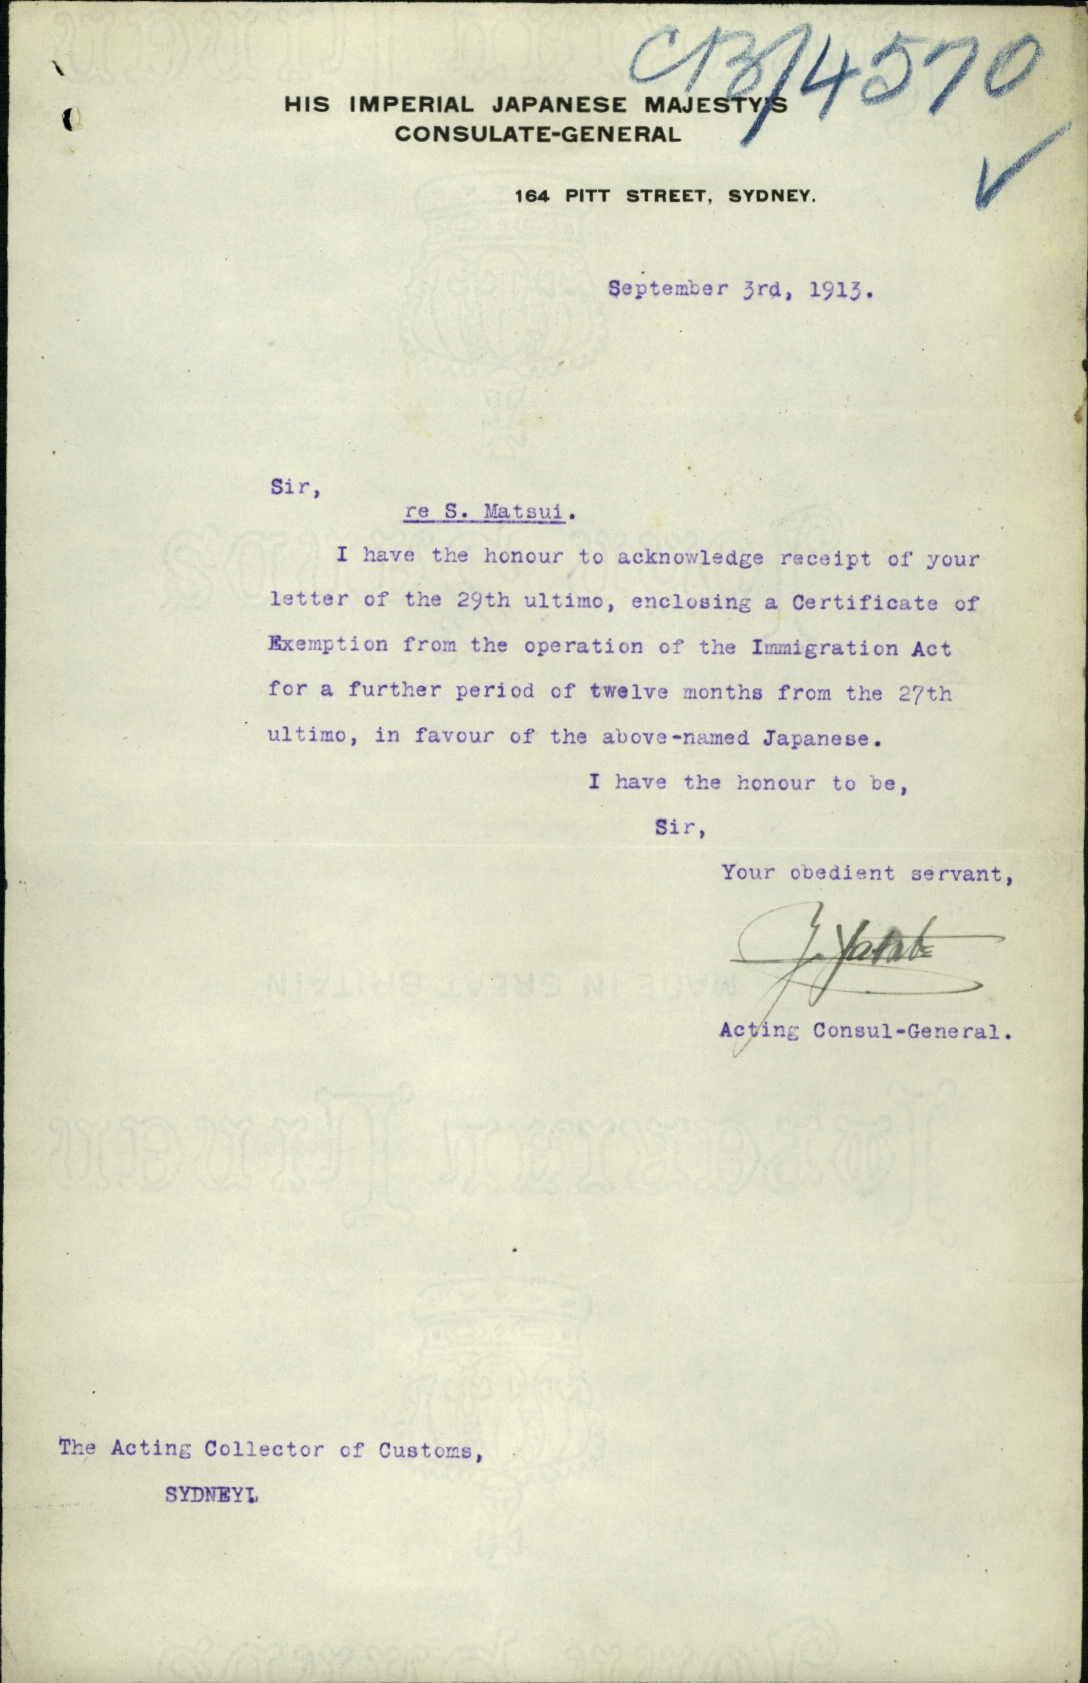 C13/4570
HIS IMPERIAL JAPANESE MAJESTY'S
CONSULATE-GENERAL
164 PITT STREET, SYDNEY.
September 3rd, 1913.
Sir,
re S. Matsui.
I have the honour to acknowledge receipt of your
letter of the 29th ultimo, enclosing a Certificate of
Exemption from the operation of the Immigration Act
for a further period of twelve months from the 27th
ultimo, in favour of the above-named Japanese.
I have the honour to be,
Sir,
Your obedient servant,
Acting Consul-General.
The Acting Collector of Customs,
SYDNEY.
MADE IN GREAT BRITAIN